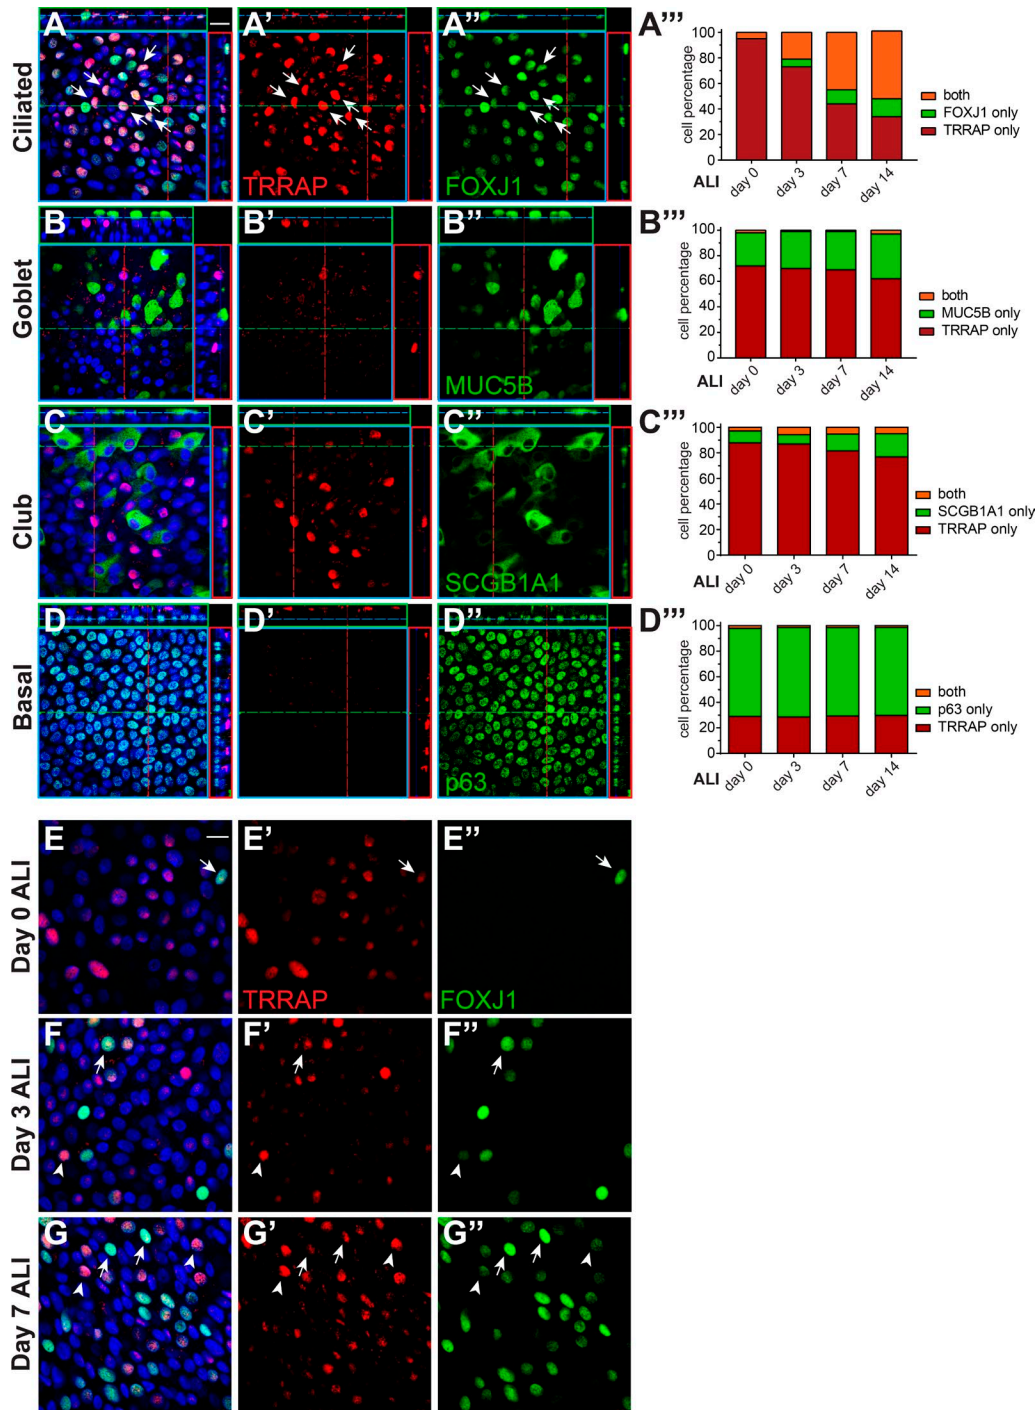 Ciliated
A
A’
TRRAP
A’’
FOXJ1
A’’’
cell percentage
100
80
60
40
20
0
both
FOXJ1 only
TRRAP only
ALI
day 0
day 3
day 7
day 14
Goblet
B
B’
B’’
MUC5B
B’’’
cell percentage
100
80
60
40
20
0
both
MUC5B only
TRRAP only
ALI
day 0
day 3
day 7
day 14
Club
C
C’
C’’
SCGB1A1
C’’’
cell percentage
100
80
60
40
20
0
both
SCGB1A1 only
TRRAP only
ALI
day 0
day 3
day 7
day 14
Basal
D
D’
D’’
p63
D’’’
cell percentage
100
80
60
40
20
0
both
p63 only
TRRAP only
ALI
day 0
day 3
day 7
day 14
Day 0 ALI
E
E’
TRRAP
E’’
FOXJ1
Day 3 ALI
F
F’
F’’
Day 7 ALI
G
G’
G’’